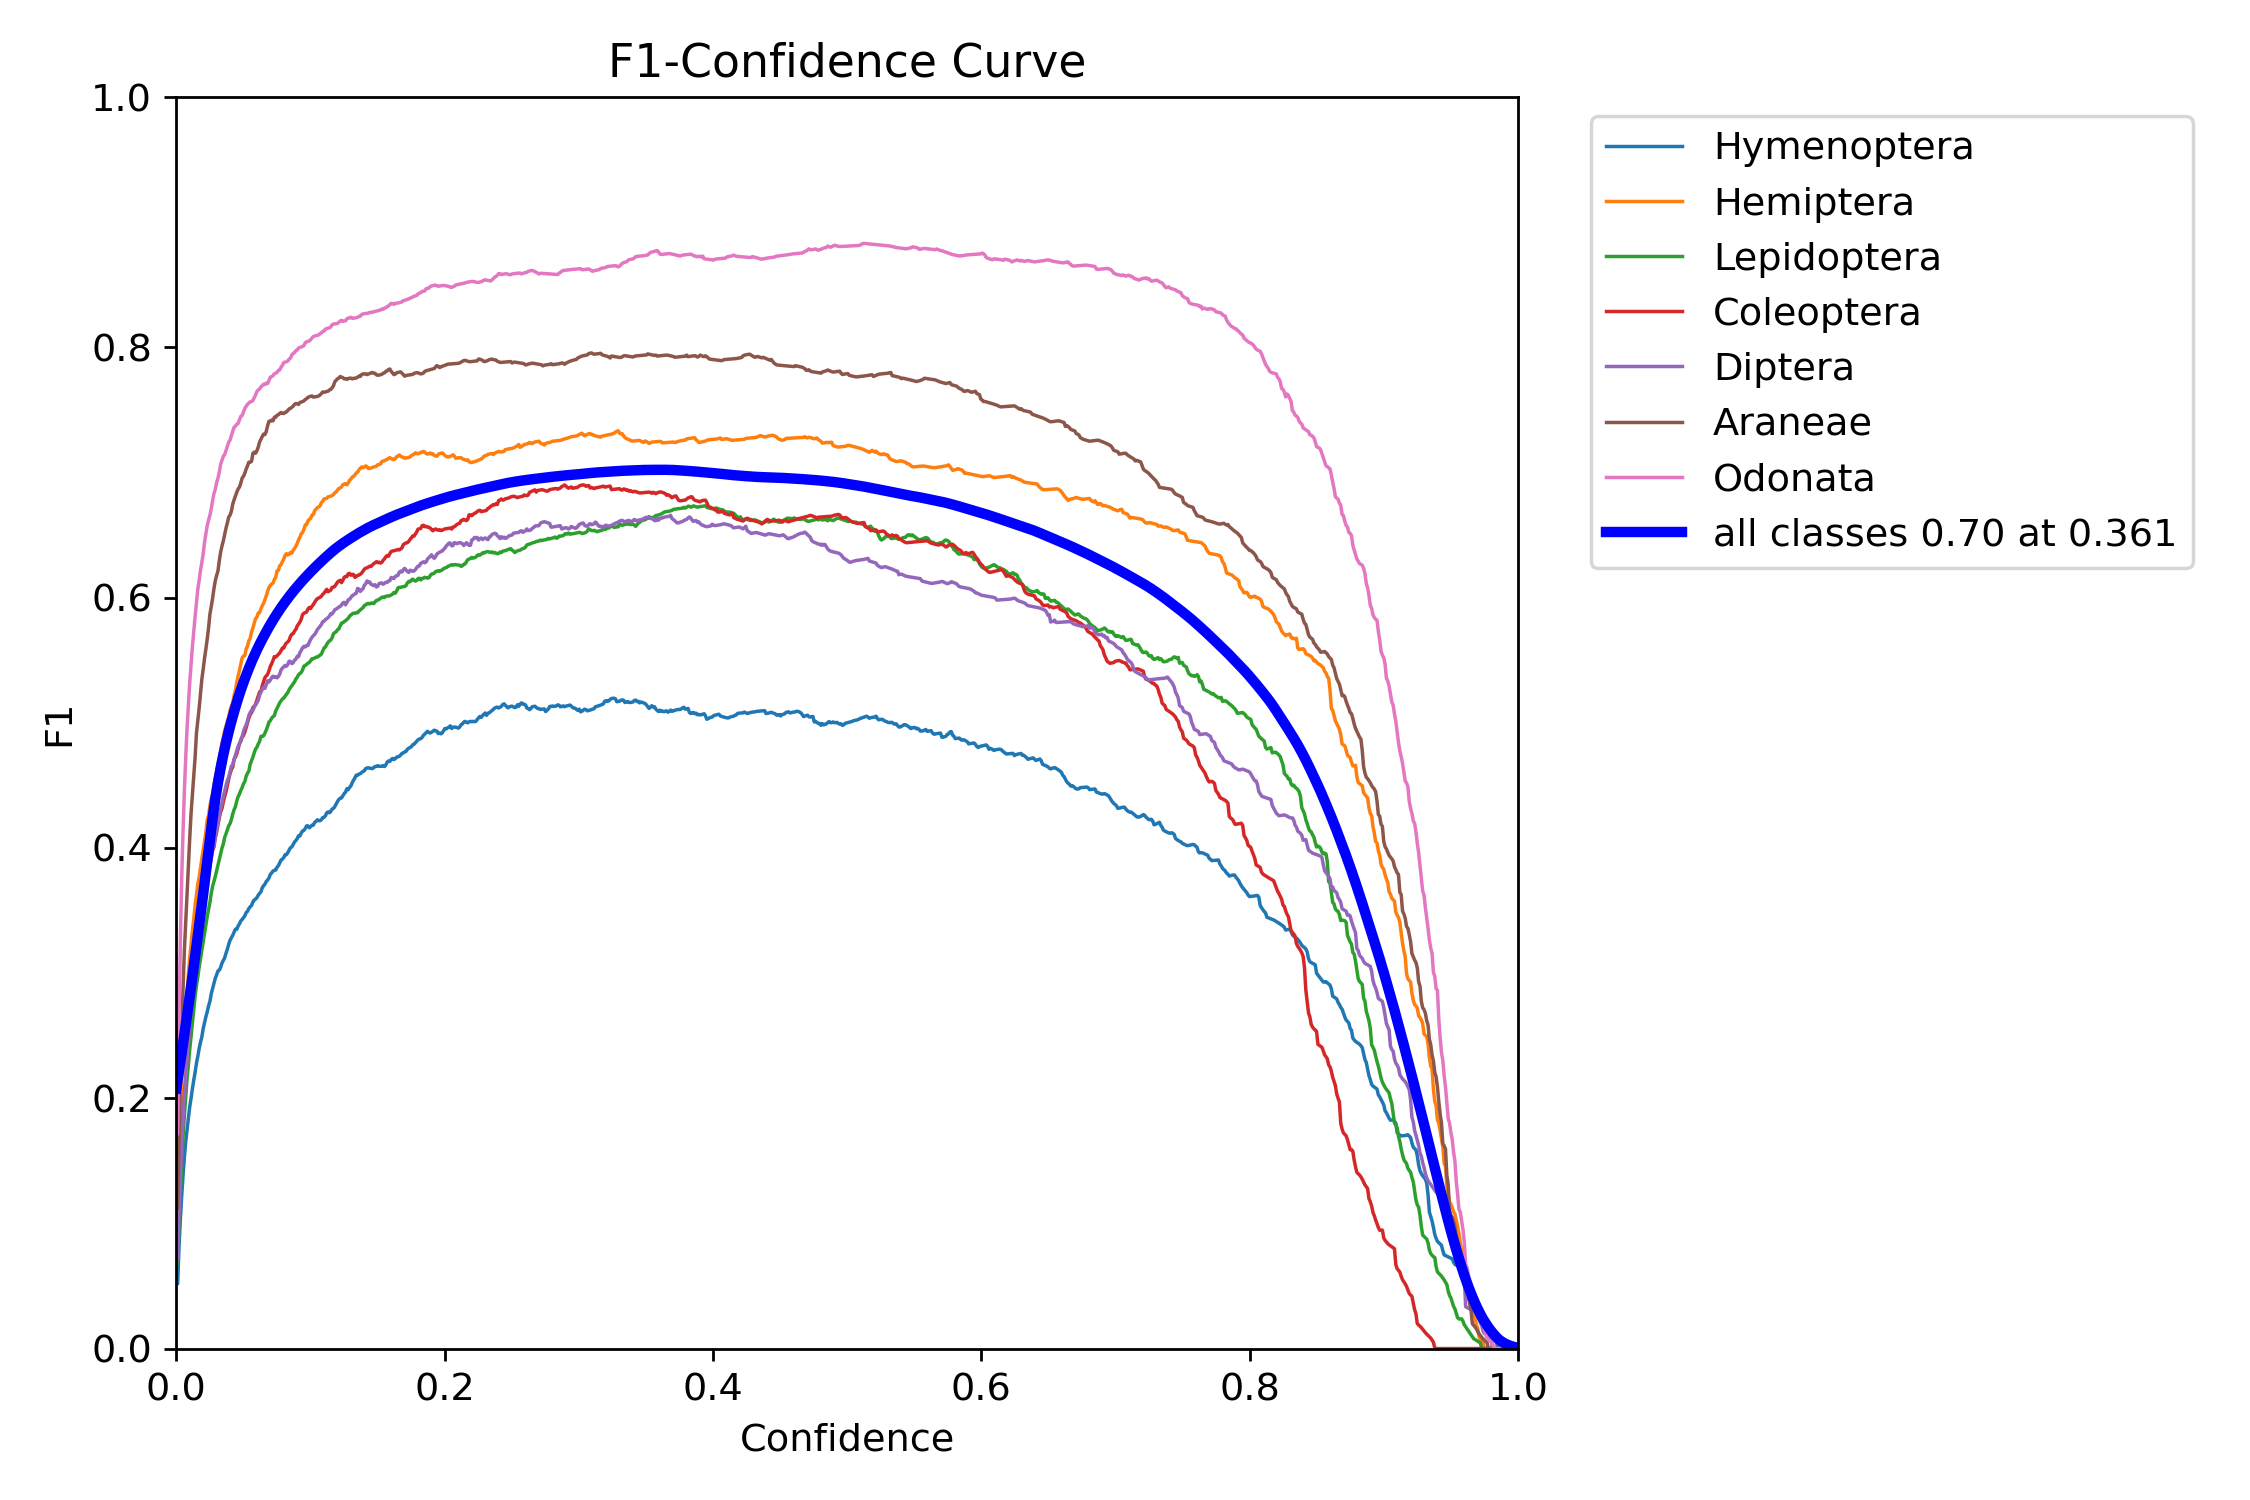 F1-Confidence Curve
1.0
0.8
0.6
0.4
0.2
0.0
F1
0.0 0.2 0.4 0.6 0.8 1.0
Confidence
Hymenoptera
Hemiptera
Lepidoptera
Coleoptera
Diptera
Araneae
Odonata
all classes 0.70 at 0.361